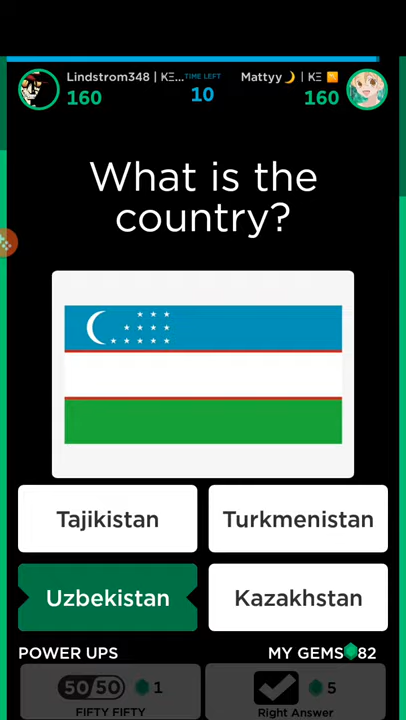 Lindstrom348 | KΞ...
TIME LEFT
Mattyy🌙 | KΞ
160
10
160
What is the
country?
Tajikistan
Turkmenistan
Uzbekistan
Kazakhstan
POWER UPS
MY GEMS 82
50/50 1
5
FIFTY FIFTY
Right Answer